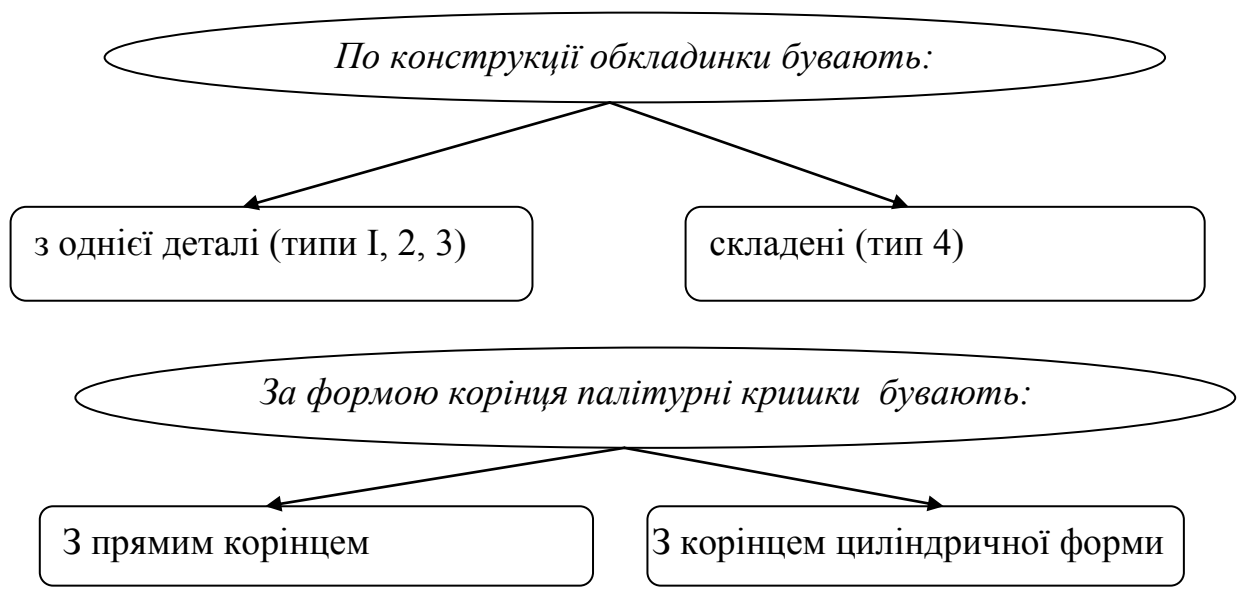 По конструкції обкладинки бувають:
з однієї деталі (типи І, 2, 3)
складені (тип 4)
За формою корінця палітурні кришки бувають:
З прямим корінцем
З корінцем циліндричної форми